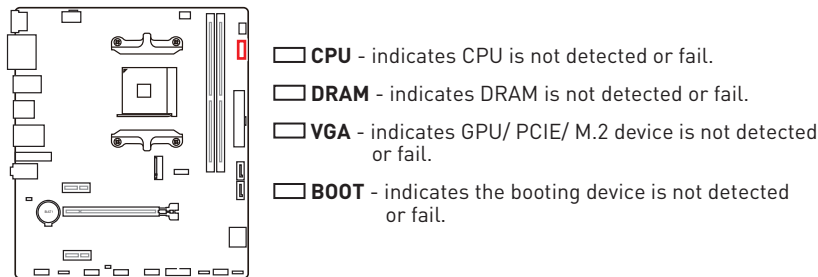 CPU - indicates CPU is not detected or fail.
DRAM - indicates DRAM is not detected or fail.
VGA - indicates GPU/ PCIE/ M.2 device is not detected
or fail.
BOOT - indicates the booting device is not detected
or fail.